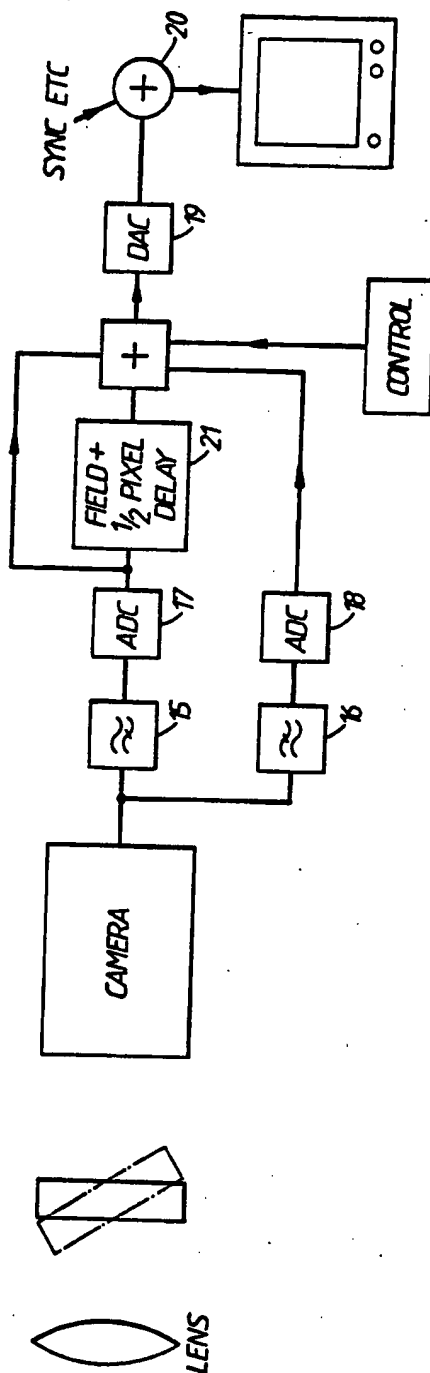 LENS
CAMERA
15
16
ADC
17
ADC
18
FIELD +
1/2 PIXEL
DELAY
21
+
CONTROL
DAC
19
SYNC ETC
+
20